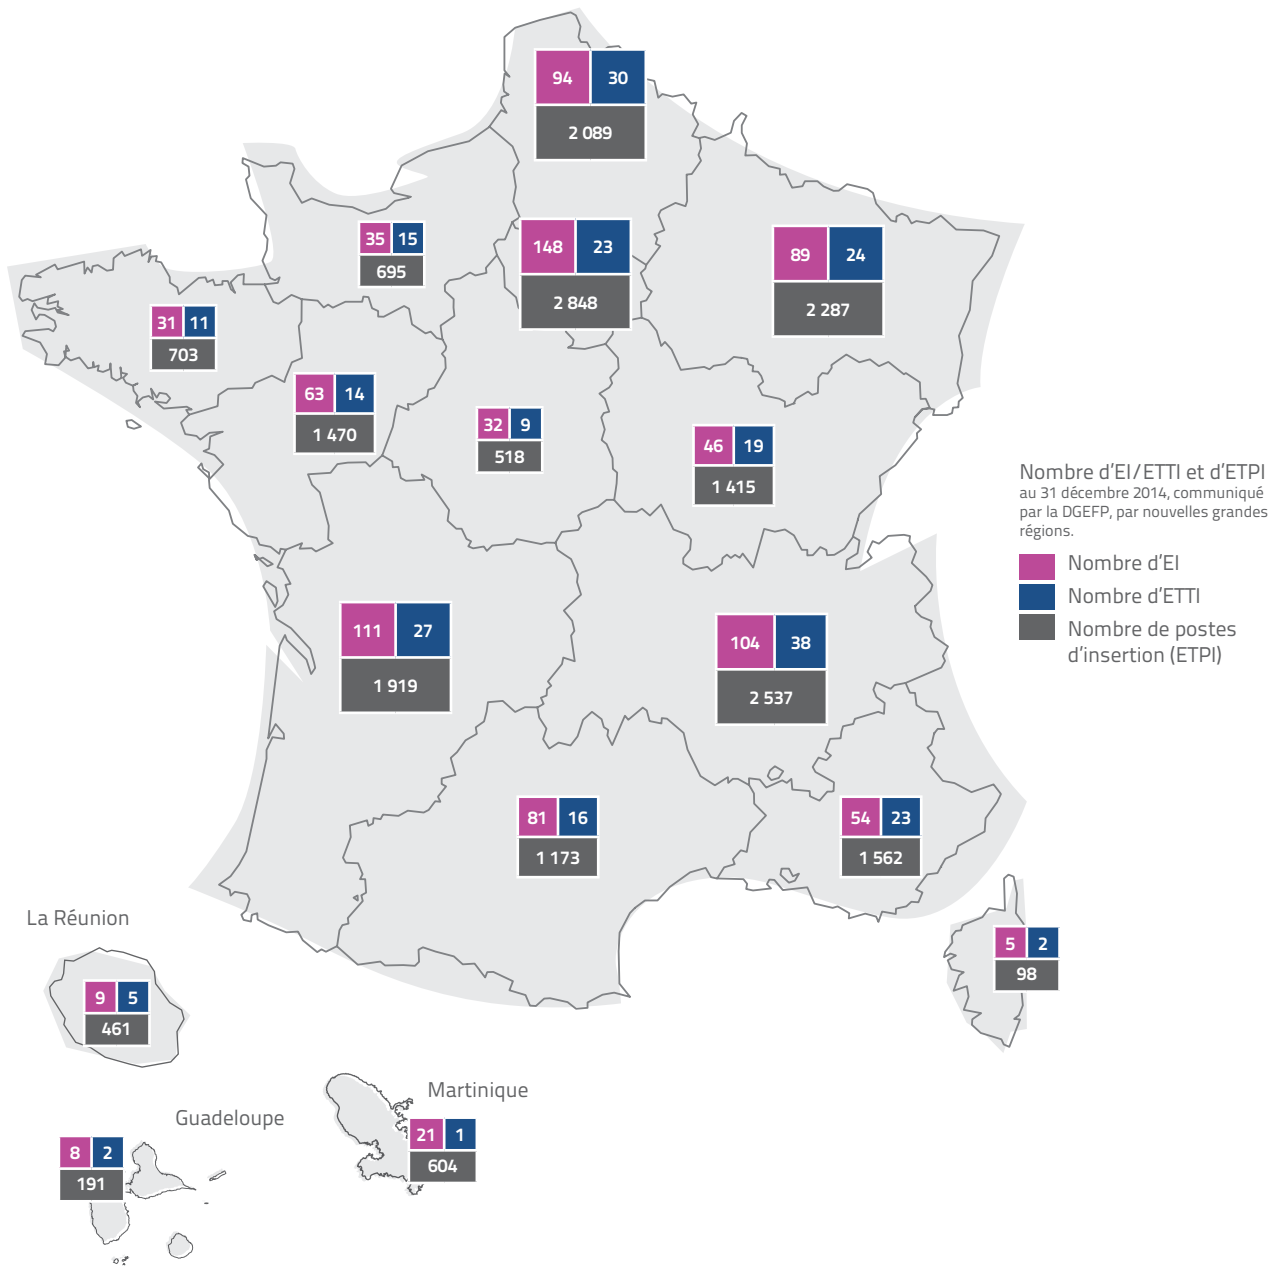 94 30
2 089
148 23
2 848
89 24
2 287
35 15
695
31 11
703
63 14
1 470
32 9
518
46 19
1 415
Nombre d'EI/ETTI et d'ETPI
au 31 décembre 2014, communiqué
par la DGEFP, par nouvelles grandes
régions.
Nombre d'EI
Nombre d'ETTI
Nombre de postes
d'insertion (ETPI)
111 27
1 919
104 38
2 537
81 16
1 173
54 23
1 562
5 2
98
La Réunion
9 5
461
Guadeloupe
8 2
191
Martinique
21 1
604